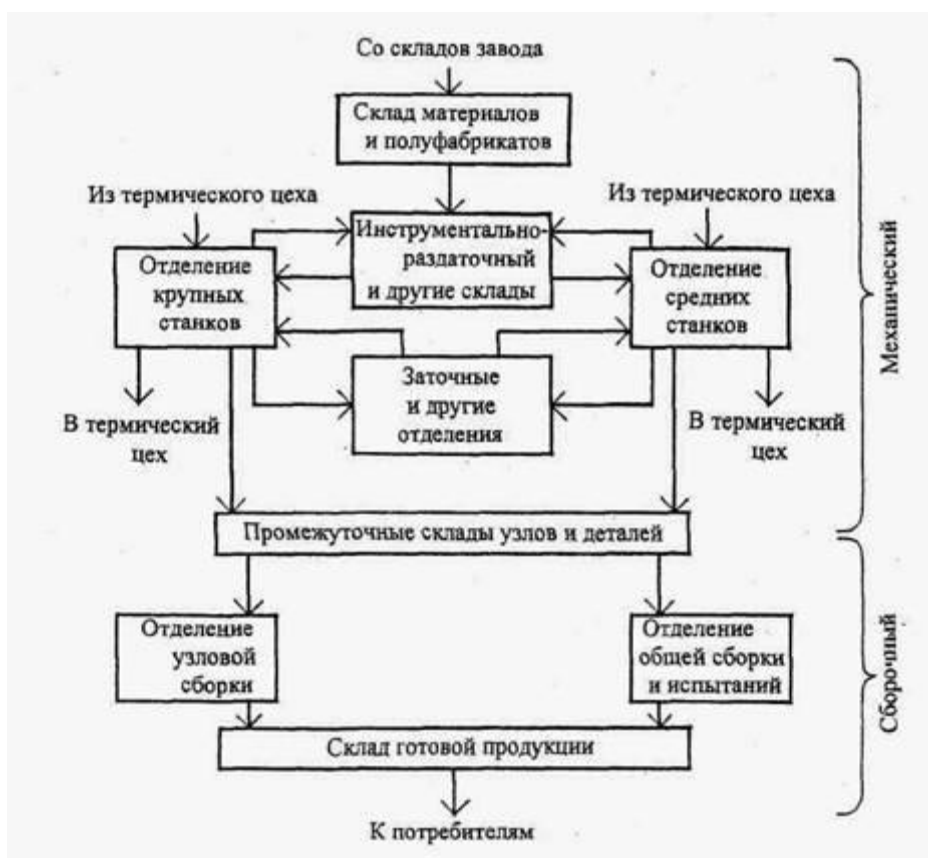 Со складов завода
Склад материалов
и полуфабрикатов
Из термического цеха
Из термического цеха
Инструментально-
раздаточный
и другие склады
Отделение
крупных
станков
Отделение
средних
станков
Механический
Заточные
и другие
отделения
В термический
цех
В термический
цех
Промежуточные склады узлов и деталей
Отделение
узловой
сборки
Отделение
общей сборки
и испытаний
Сборочный
Склад готовой продукции
К потребителям